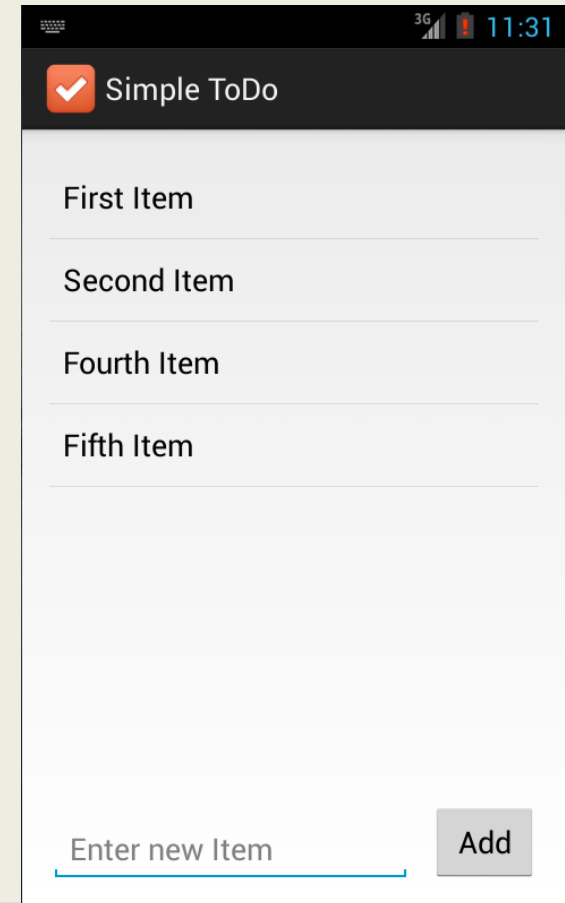 3G 11:31
Simple ToDo
First Item
Second Item
Fourth Item
Fifth Item
Enter new Item Add